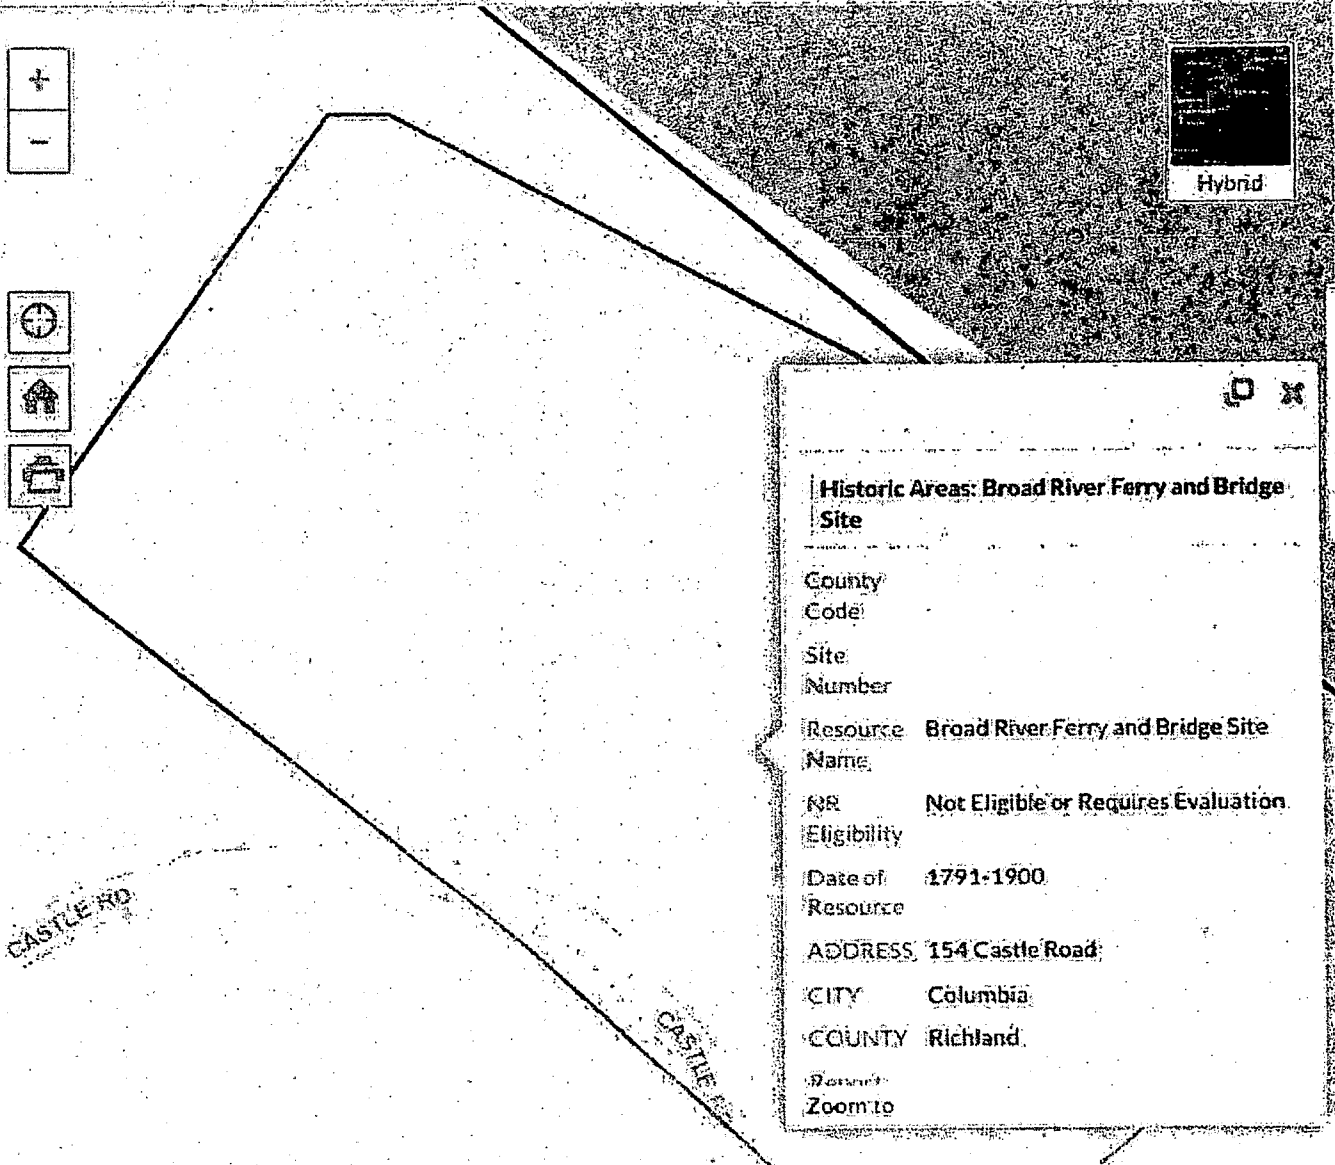 +
-
Hybrid
Historic Areas: Broad River Ferry and Bridge
Site
County
Code
Site
Number
Resource Broad River Ferry and Bridge Site
Name
NR Not Eligible or Requires Evaluation
Eligibility
Date of 1791-1900
Resource
ADDRESS 154 Castle Road
CITY Columbia
COUNTY Richland
Zoom to
CASTLE RD
CASTLE